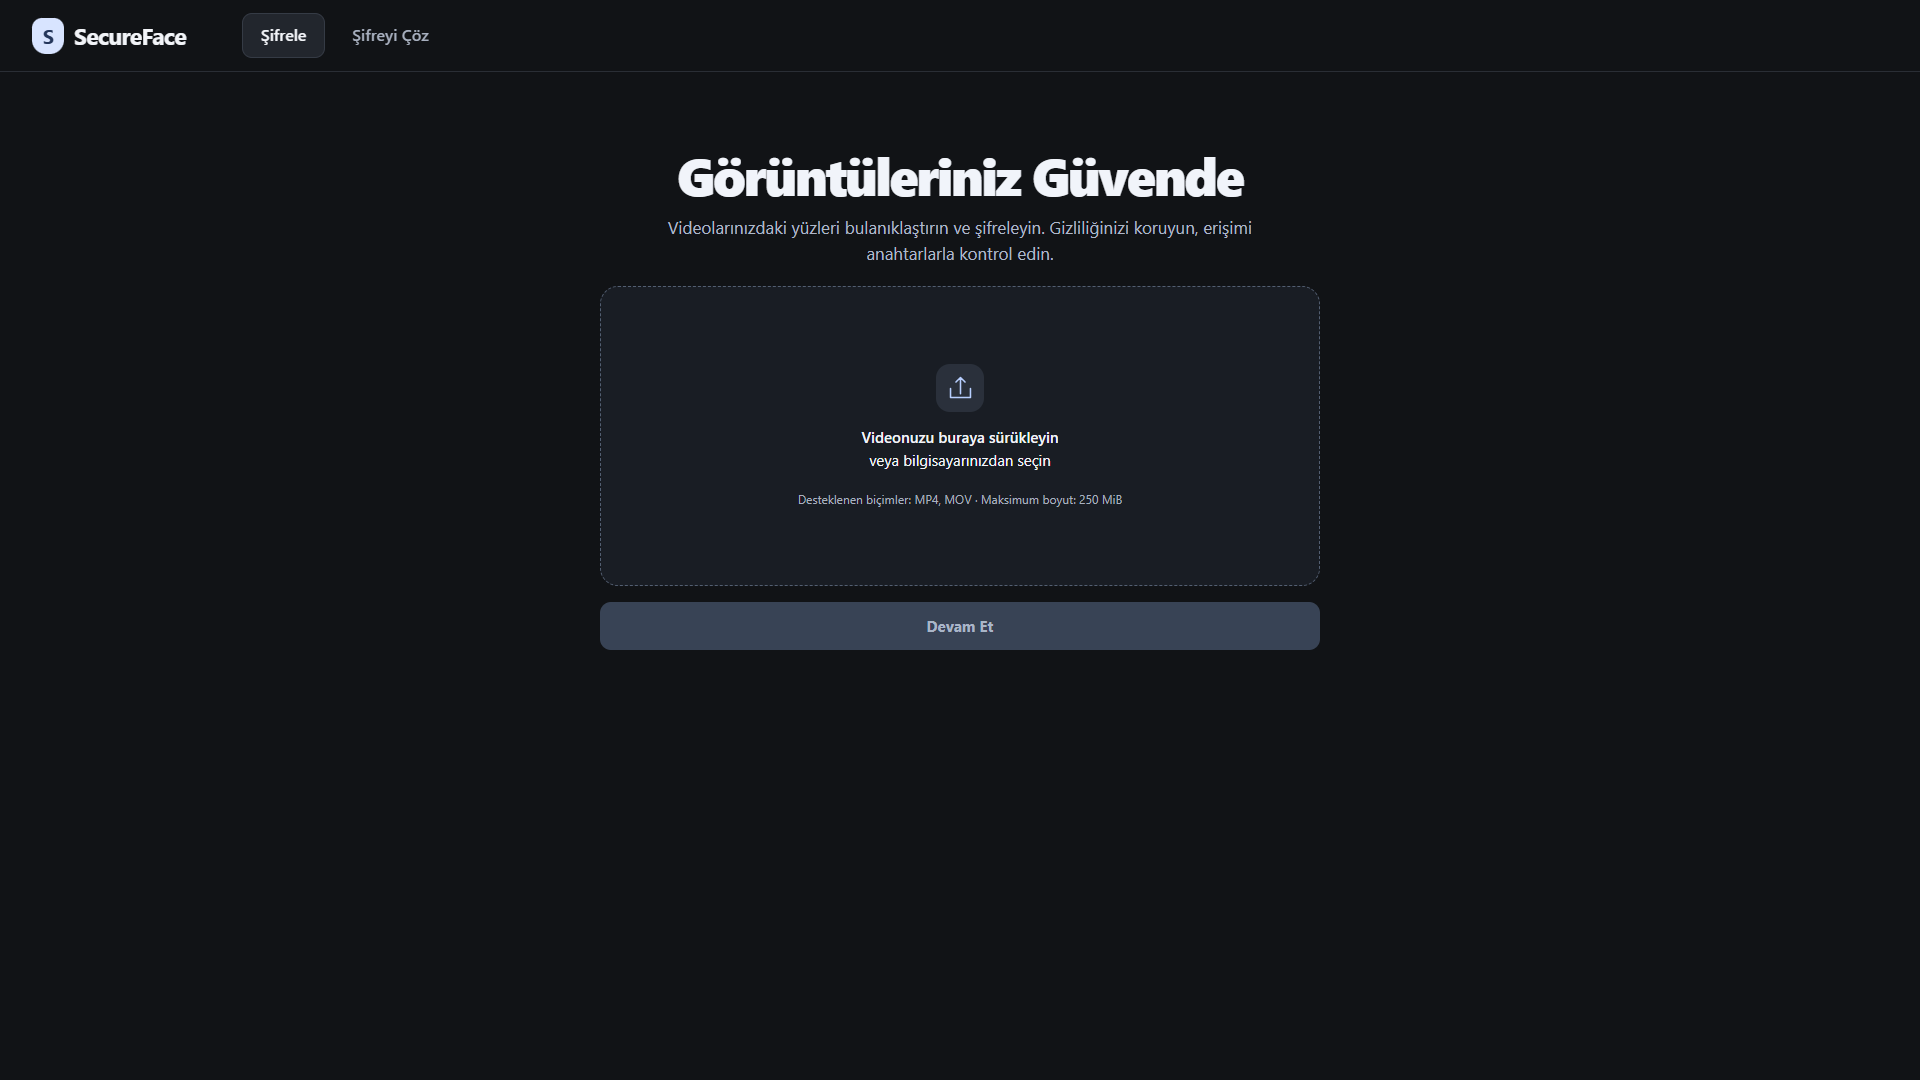 S SecureFace Şifrele Şifreyi Çöz
Görüntüleriniz Güvende
Videolarınızdaki yüzleri bulanıklaştırın ve şifreleyin. Gizliliğinizi koruyun, erişimi
anahtarlarla kontrol edin.
Videonuzu buraya sürükleyin
veya bilgisayarınızdan seçin
Desteklenen biçimler: MP4, MOV · Maksimum boyut: 250 MiB
Devam Et